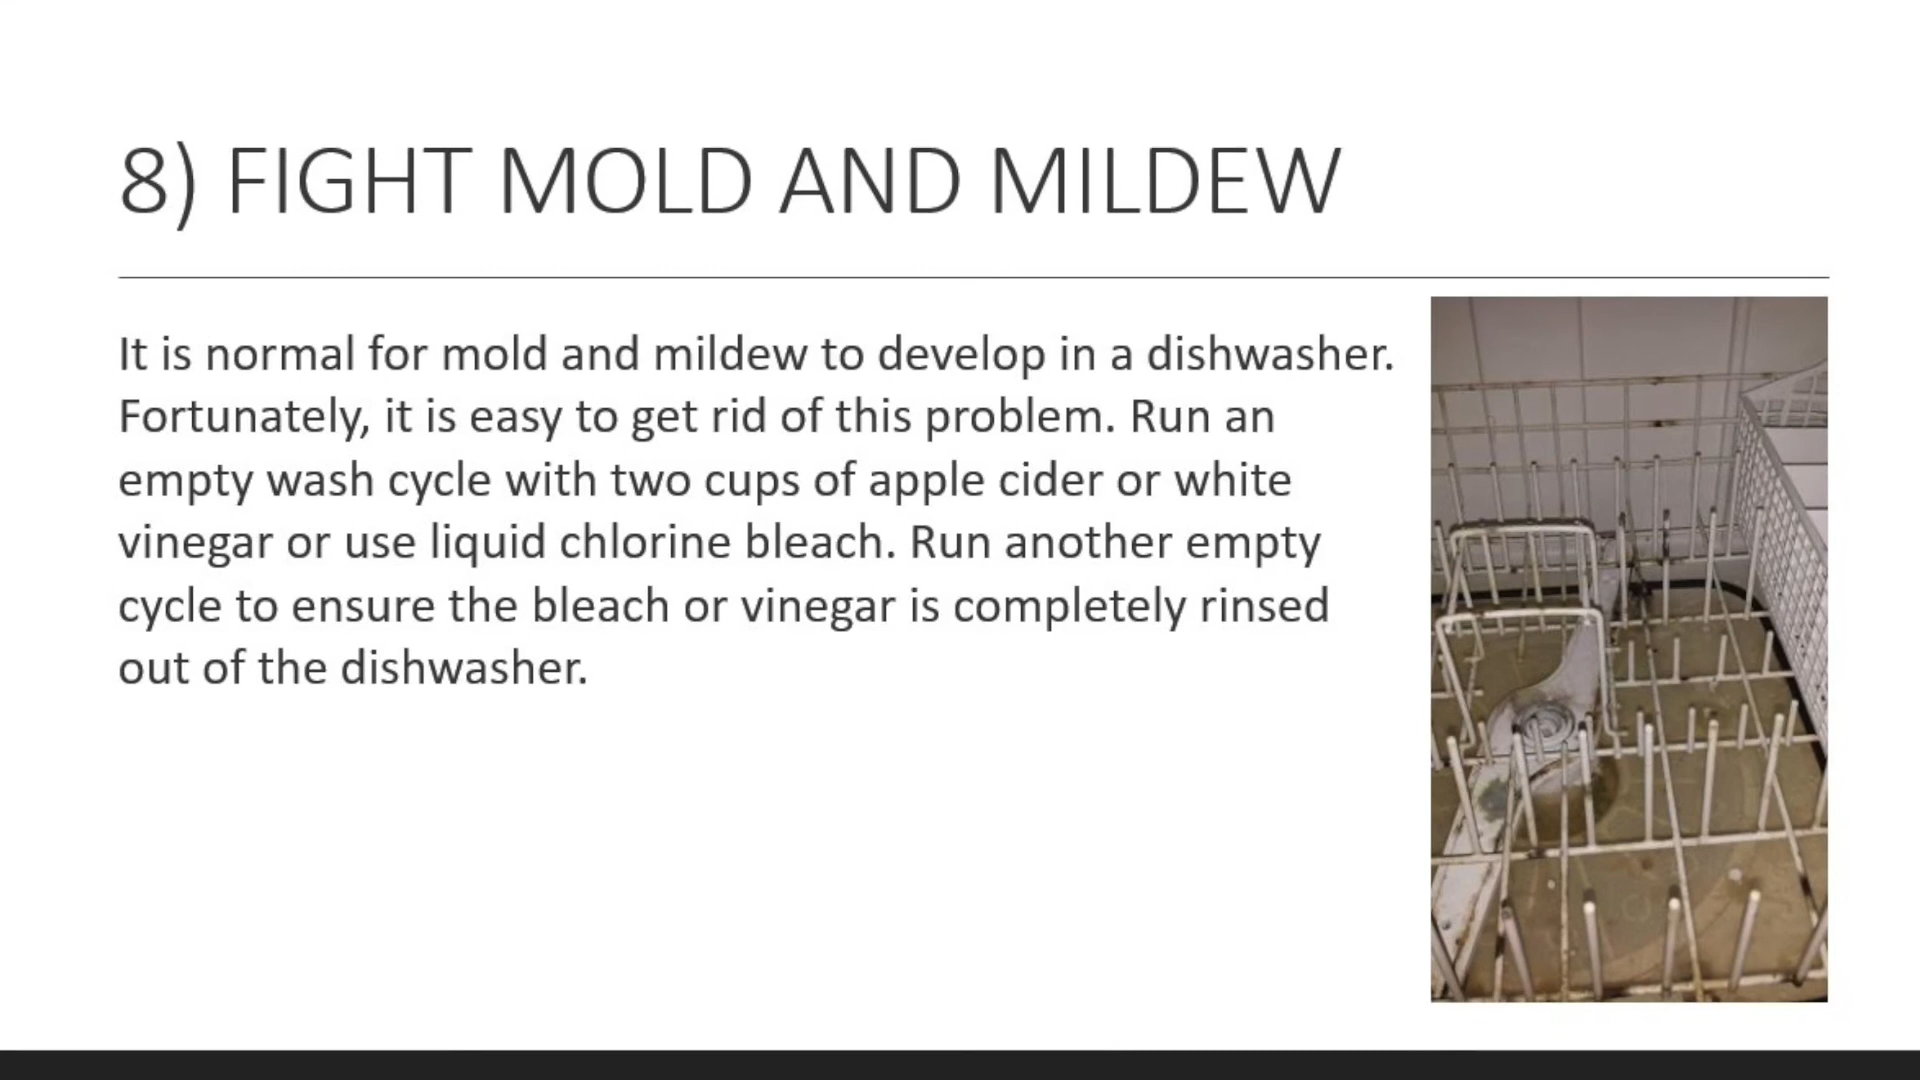 8) FIGHT MOLD AND MILDEW
It is normal for mold and mildew to develop in a dishwasher.
Fortunately, it is easy to get rid of this problem. Run an
empty wash cycle with two cups of apple cider or white
vinegar or use liquid chlorine bleach. Run another empty
cycle to ensure the bleach or vinegar is completely rinsed
out of the dishwasher.